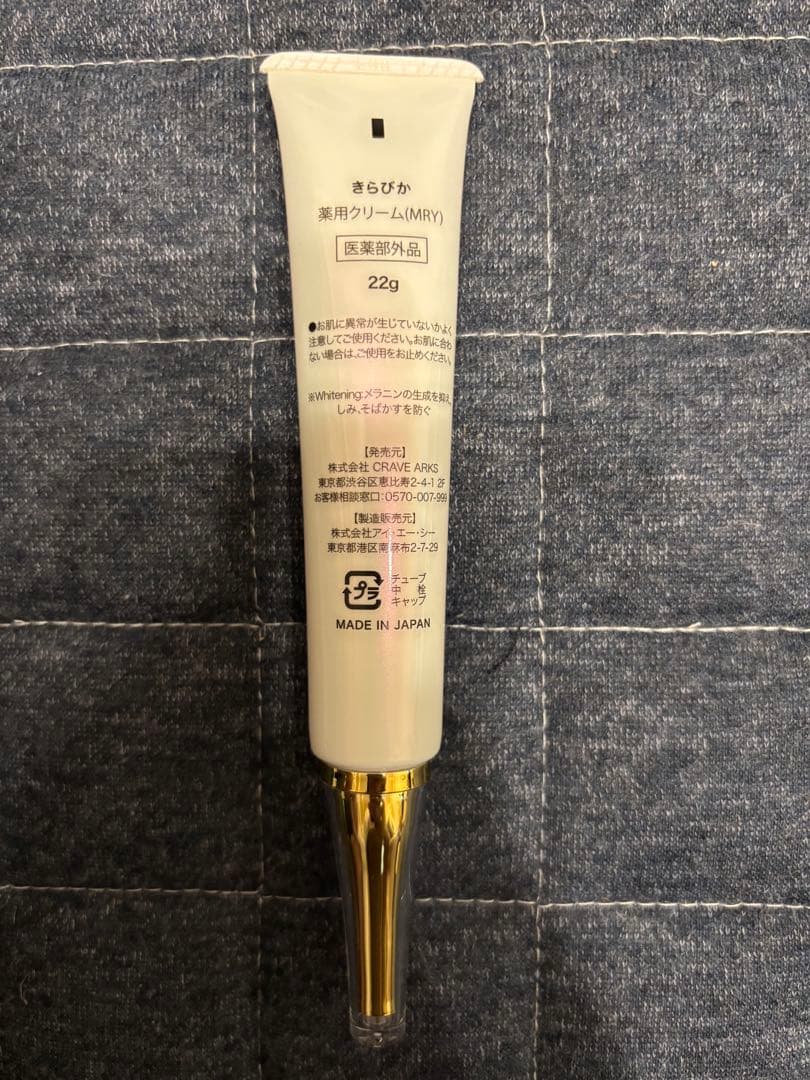 きらぴか
薬用クリーム(MRY)
医薬部外品
22g
●お肌に異常が生じていないかよく
注意してご使用ください。お肌に合わ
ない場合は、ご使用をお止めください。
※Whitening:メラニンの生成を抑え、
しみ、そばかすを防ぐ
【発売元】
株式会社 CRAVE ARKS
東京都渋谷区恵比寿2-4-1 2F
お客様相談窓口:0570-007-999
【製造販売元】
株式会社アイ・エー・シー
東京都港区南麻布2-7-29
プラ
チューブ
中 栓
キャップ
MADE IN JAPAN